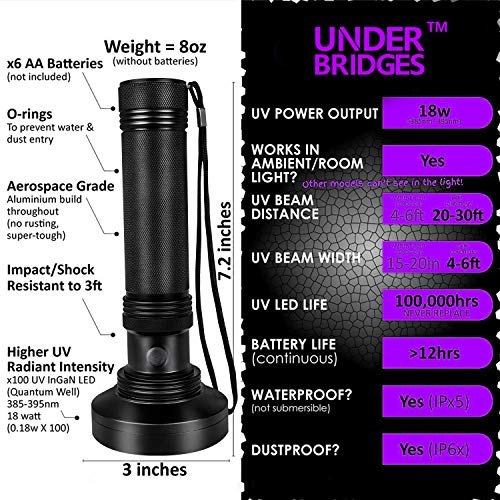 Weight = 8oz
(without batteries)
x6 AA Batteries
(not included)
O-rings
To prevent water &
dust entry
Aerospace Grade
Aluminium build
throughout
(no rusting,
super-tough)
Impact/Shock
Resistant to 3ft
Higher UV
Radiant Intensity
x100 UV InGaN LED
(Quantum Well)
385-395nm
18 watt
(0.18w X 100)
7.2 inches
3 inches
UNDER™
BRIDGES
UV POWER OUTPUT
18w
(385nm - 395nm)
WORKS IN
AMBIENT/ROOM
LIGHT?
Yes
Other models can't see in the light!
UV BEAM
DISTANCE
4-6ft 20-30ft
UV BEAM WIDTH
15-20in 4-6ft
UV LED LIFE
100,000hrs
NEVER REPLACE
BATTERY LIFE
(continuous)
>12hrs
WATERPROOF?
(not submersible)
Yes (IPx5)
DUSTPROOF?
Yes (IP6x)